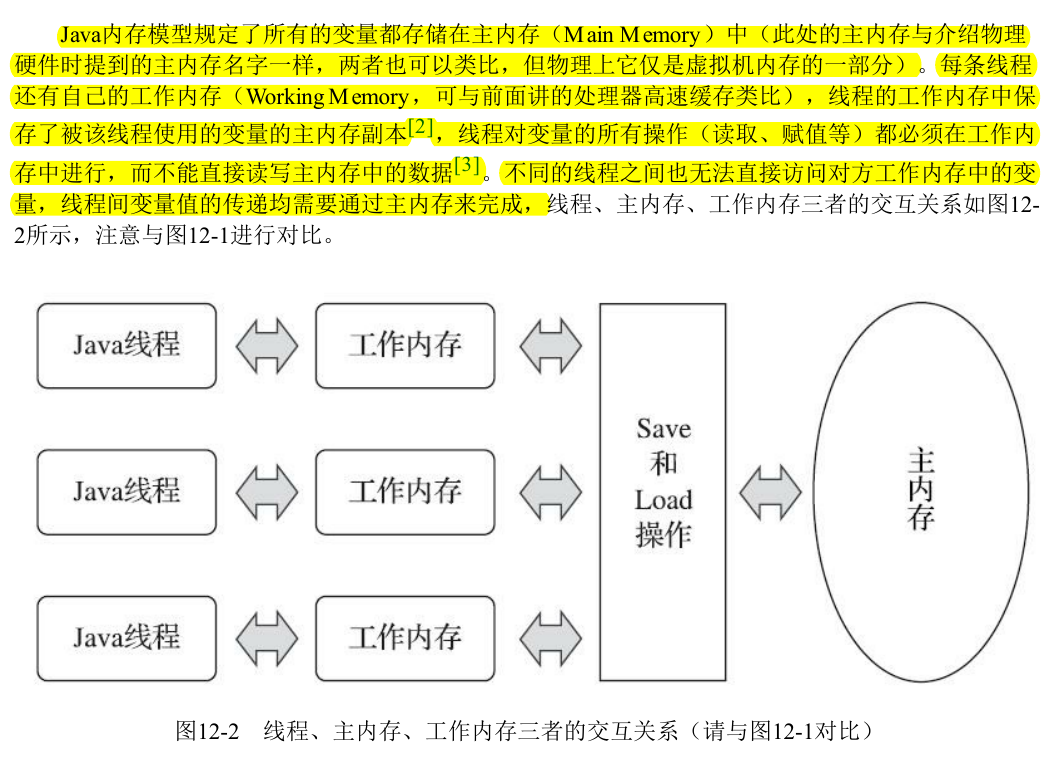 Java内存模型规定了所有的变量都存储在主内存（Main Memory）中（此处的主内存与介绍物理
硬件时提到的主内存名字一样，两者也可以类比，但物理上它仅是虚拟机内存的一部分）。每条线程
还有自己的工作内存（Working Memory，可与前面讲的处理器高速缓存类比），线程的工作内存中保
存了被该线程使用的变量的主内存副本[2]，线程对变量的所有操作（读取、赋值等）都必须在工作内
存中进行，而不能直接读写主内存中的数据[3]。不同的线程之间也无法直接访问对方工作内存中的变
量，线程间变量值的传递均需要通过主内存来完成，线程、主内存、工作内存三者的交互关系如图12-
2所示，注意与图12-1进行对比。
Java线程
工作内存
Java线程
工作内存
Java线程
工作内存
Save
和
Load
操作
主
内
存
图12-2 线程、主内存、工作内存三者的交互关系（请与图12-1对比）